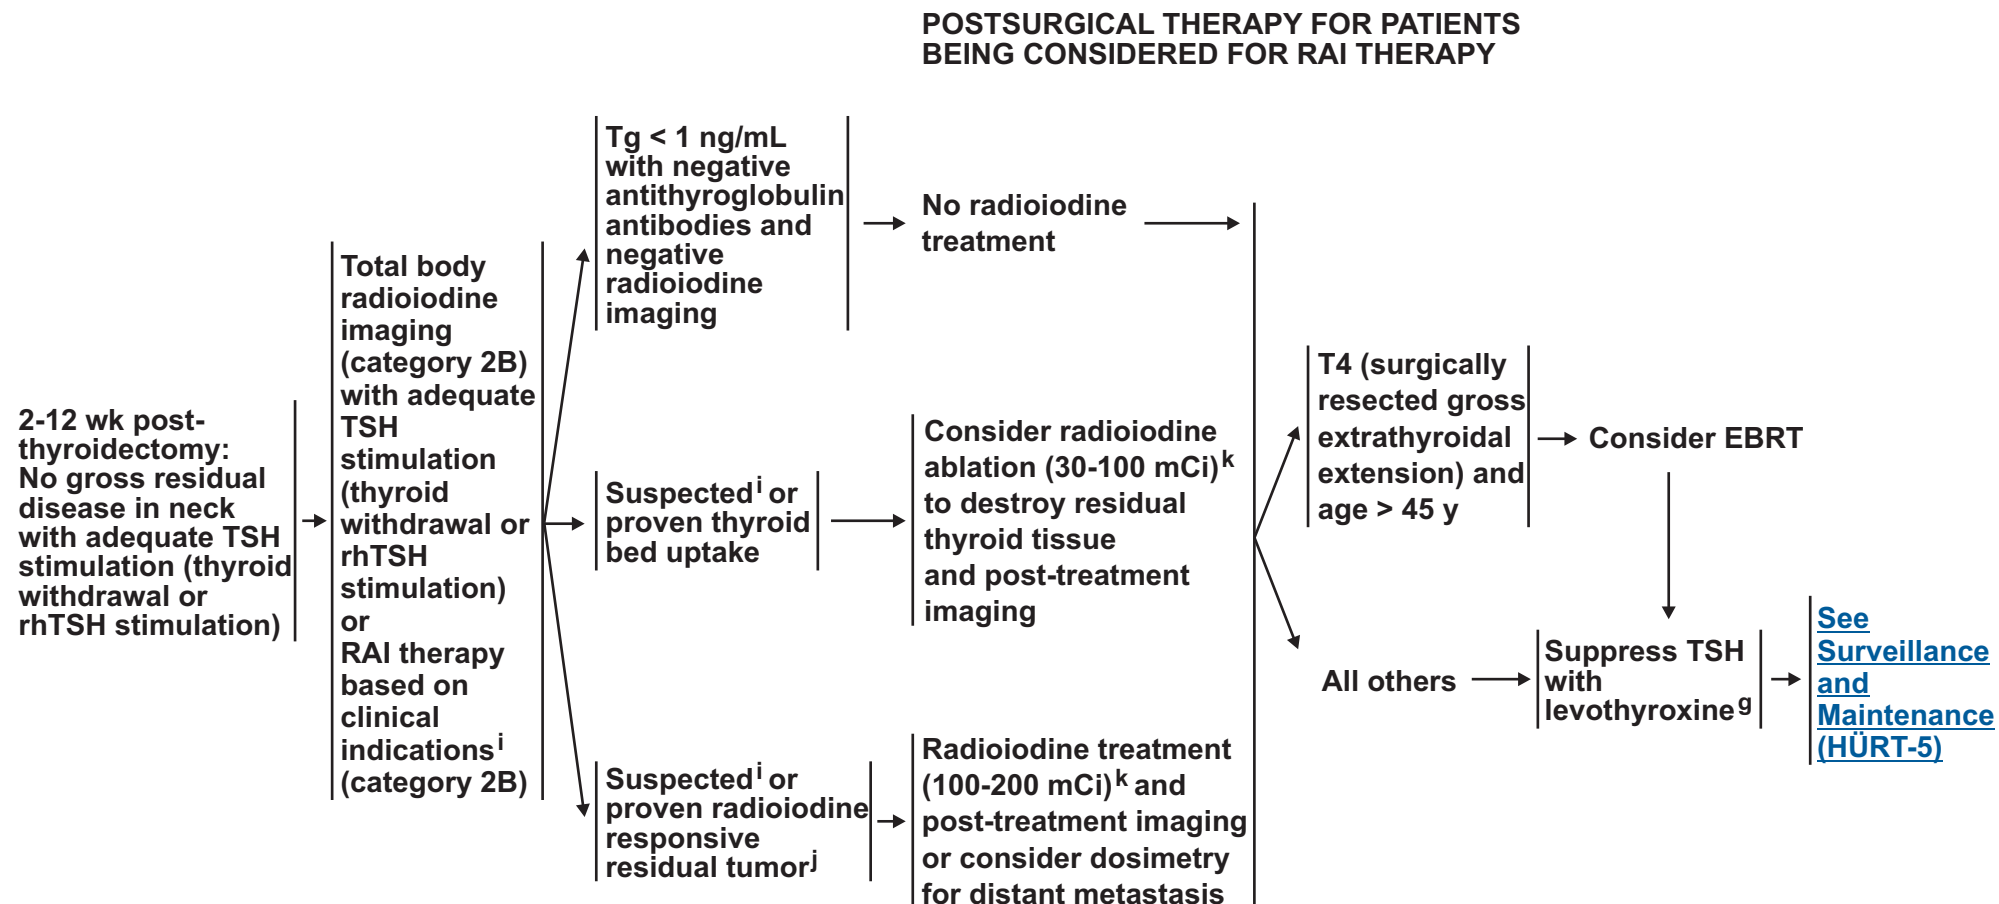 POSTSURGICAL THERAPY FOR PATIENTS
BEING CONSIDERED FOR RAI THERAPY
2-12 wk post-
thyroidectomy:
No gross residual
disease in neck
with adequate TSH
stimulation (thyroid
withdrawal or
rhTSH stimulation)
Total body
radioiodine
imaging
(category 2B)
with adequate
TSH
stimulation
(thyroid
withdrawal or
rhTSH
stimulation)
or
RAI therapy
based on
clinical
indications i
(category 2B)
Tg < 1 ng/mL
with negative
antithyroglobulin
antibodies and
negative
radioiodine
imaging
No radioiodine
treatment
Suspected i or
proven thyroid
bed uptake
Consider radioiodine
ablation (30-100 mCi) k
to destroy residual
thyroid tissue
and post-treatment
imaging
Suspected i or
proven radioiodine
responsive
residual tumor j
Radioiodine treatment
(100-200 mCi) k and
post-treatment imaging
or consider dosimetry
for distant metastasis
T4 (surgically
resected gross
extrathyroidal
extension) and
age > 45 y
Consider EBRT
All others
Suppress TSH
with
levothyroxine g
See
Surveillance
and
Maintenance
(HÜRT-5)